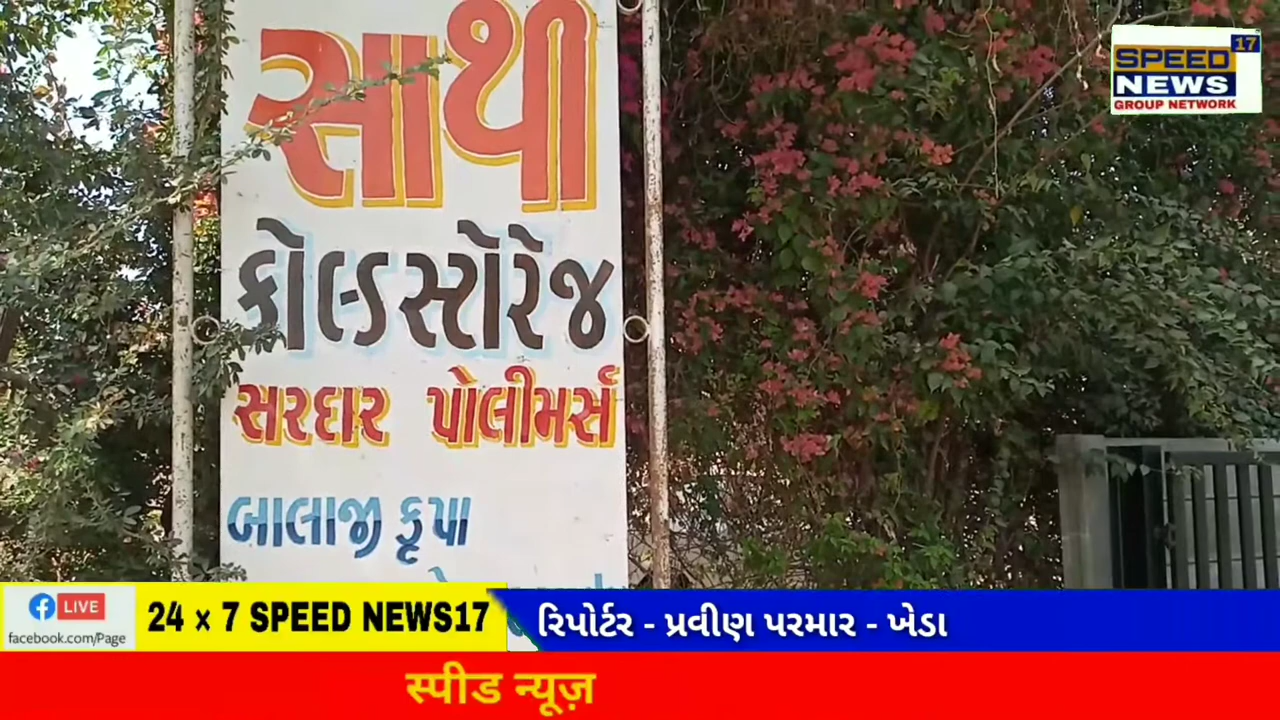 સાથી
કોલ્ડસ્ટોરેજ
સરદાર પોલીમર્સ
બાલાજી કૃપા
SPEED 17
NEWS
GROUP NETWORK
LIVE
facebook.com/Page
24 × 7 SPEED NEWS17
રિપોર્ટર - પ્રવીણ પરમાર - ખેડા
स्पीड न्यूज़